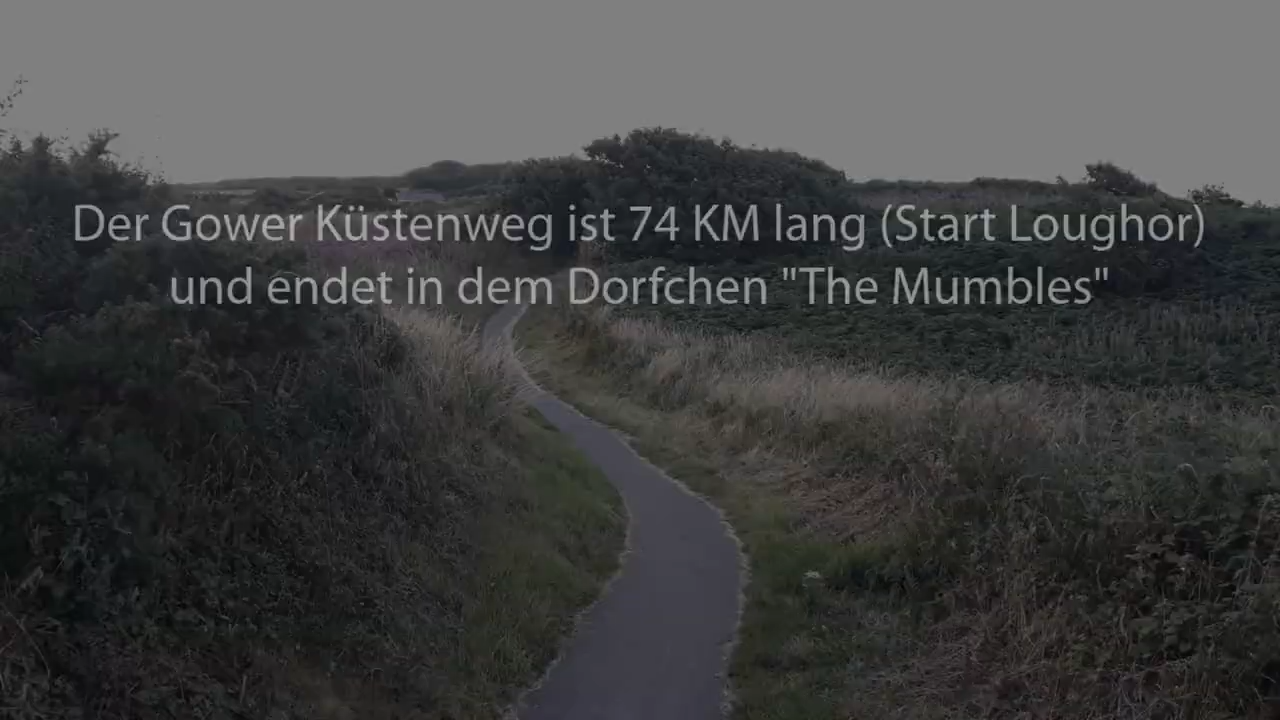 Der Gower Küstenweg ist 74 KM lang (Start Loughor)
und endet in dem Dorfchen "The Mumbles"